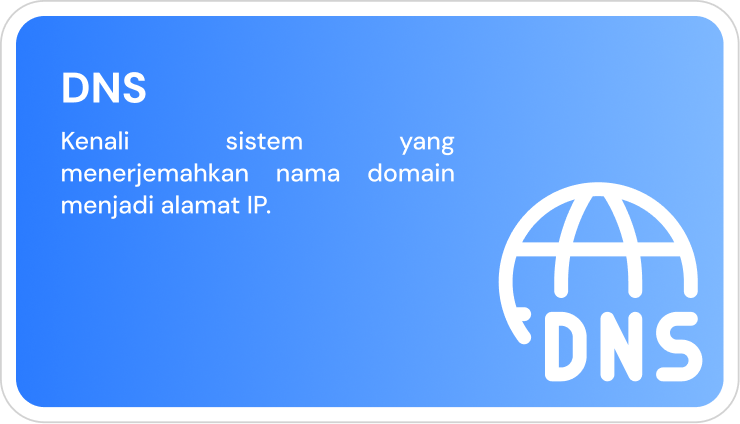 DNS
Kenali sistem yang
menerjemahkan nama domain
menjadi alamat IP.
DNS